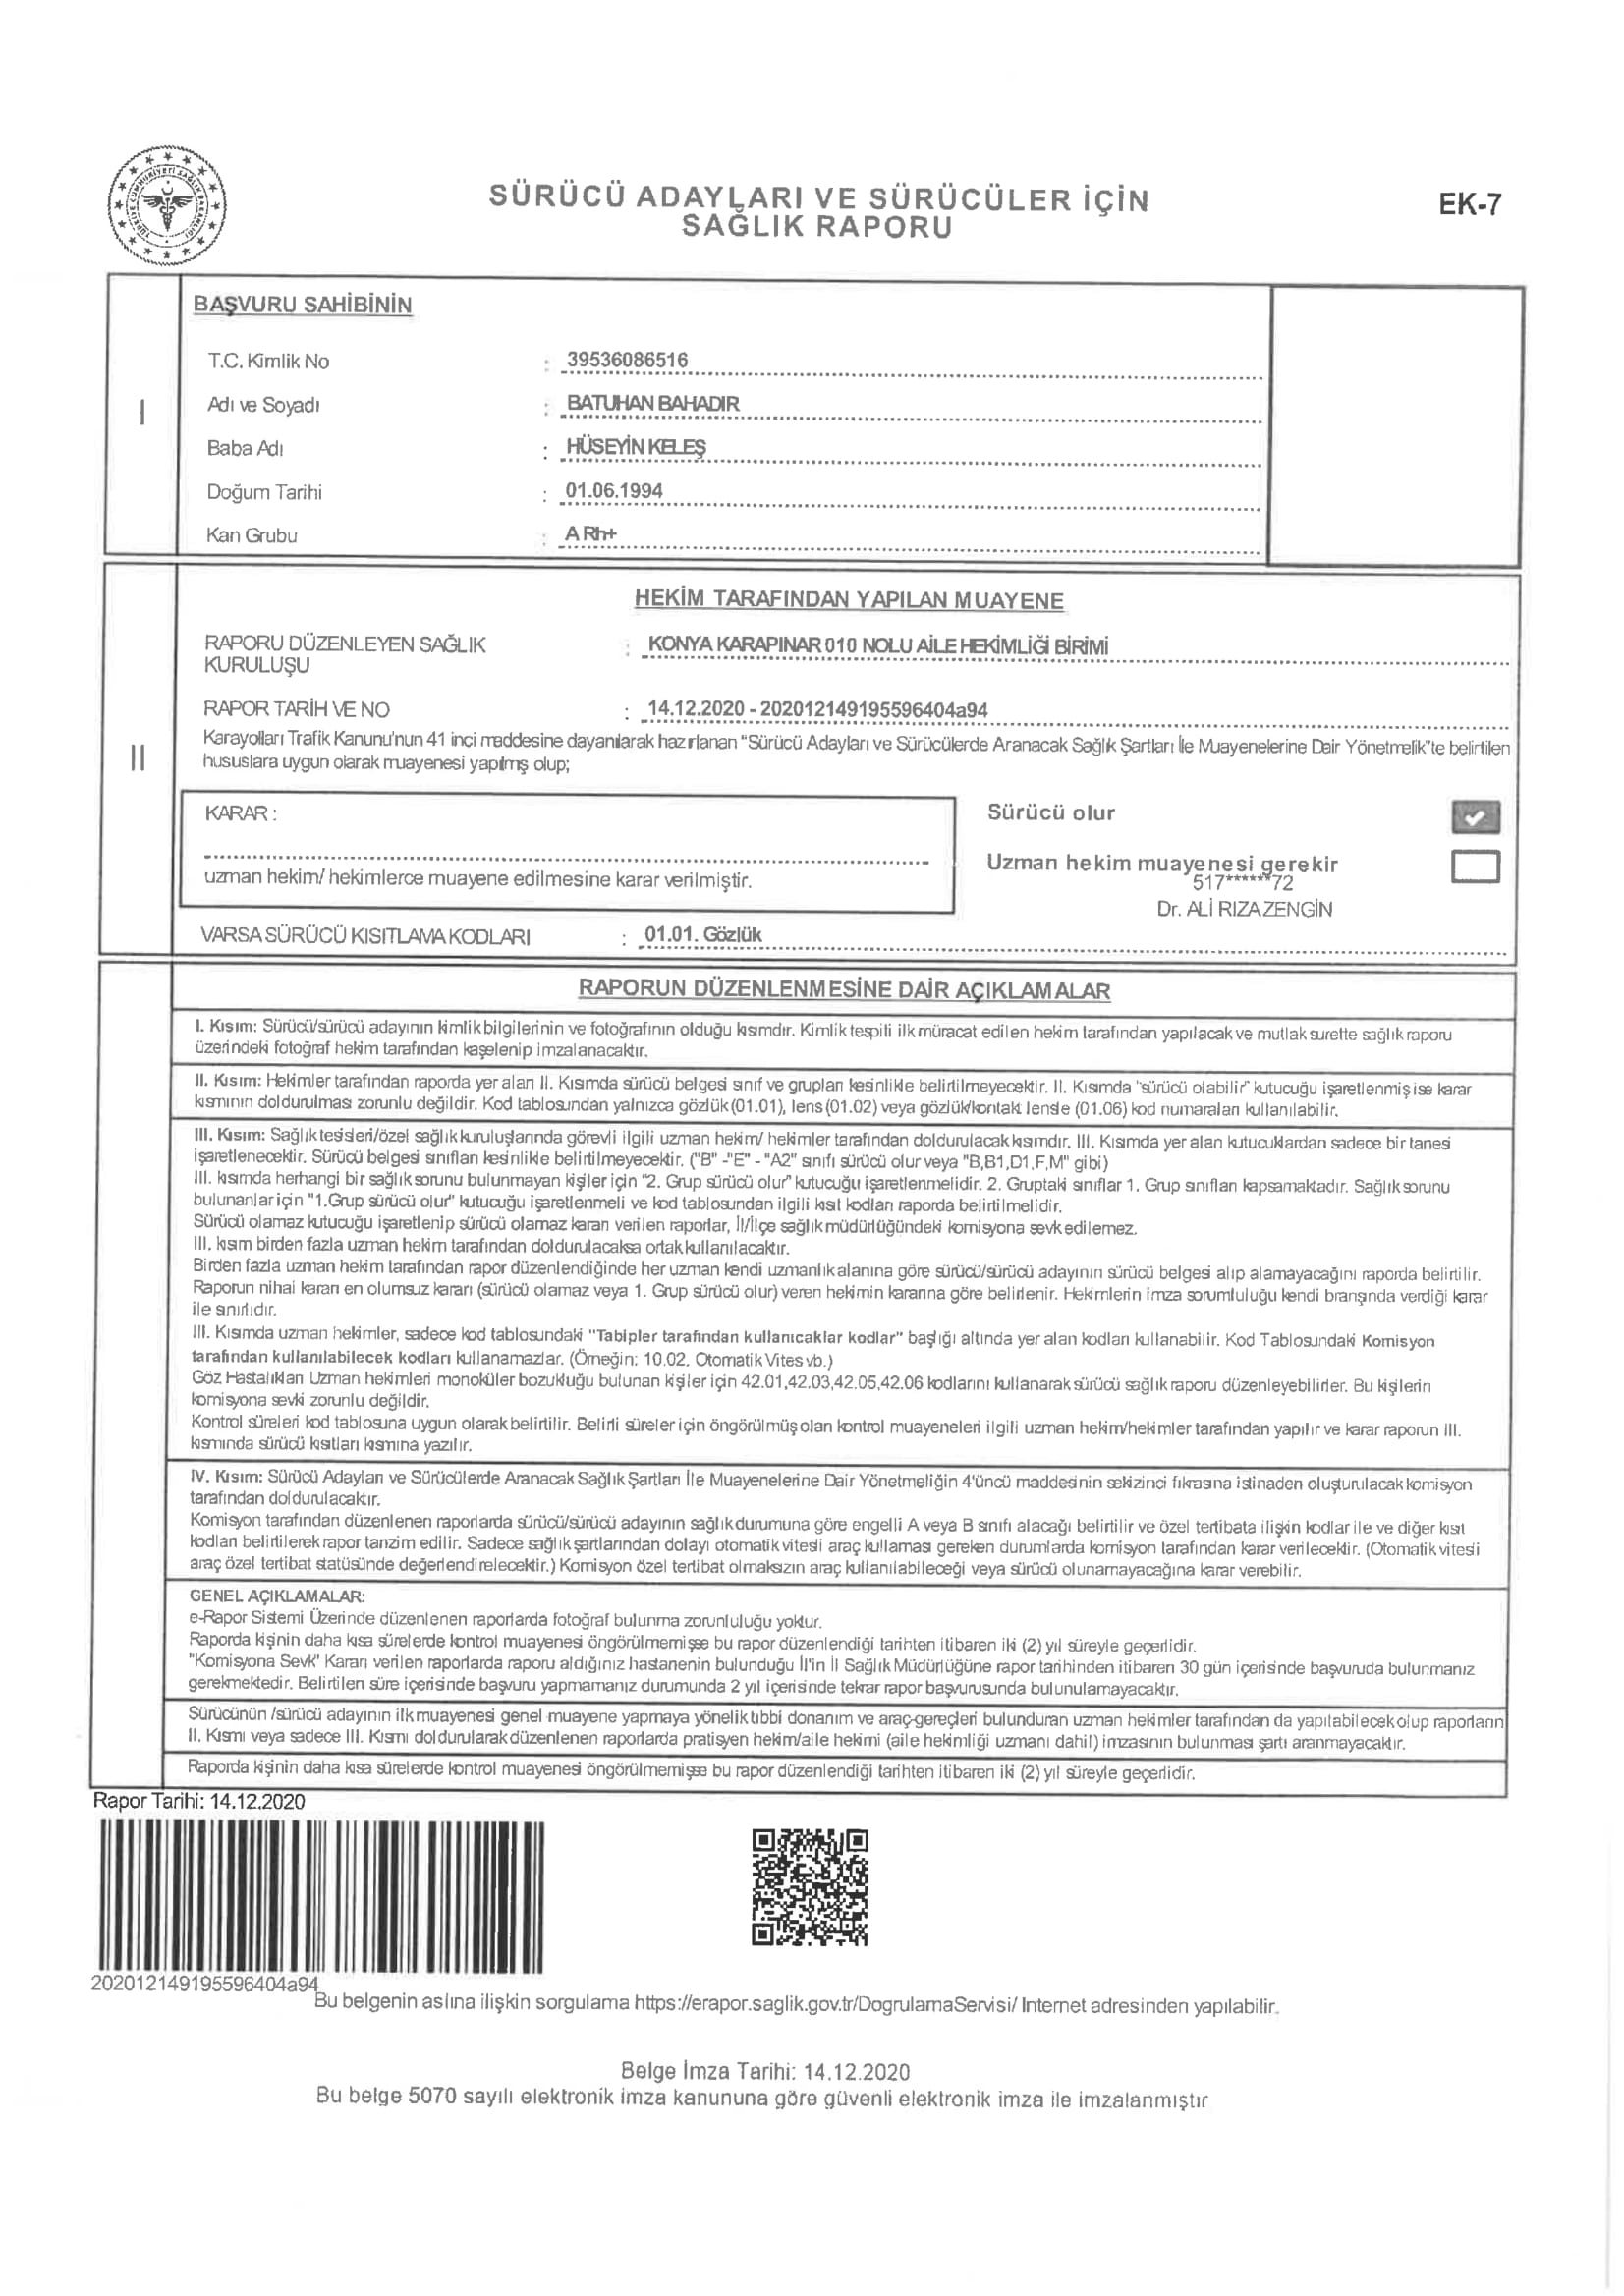 SÜRÜCÜ ADAYLARI VE SÜRÜCÜLER İÇİN
SAĞLIK RAPORU
EK-7
I
BAŞVURU SAHİBİNİN
T.C. Kimlik No : 39536086516
Adı ve Soyadı : BATUHAN BAHADIR
Baba Adı : HÜSEYİN KELEŞ
Doğum Tarihi : 01.06.1994
Kan Grubu : A Rh+
II
HEKİM TARAFINDAN YAPILAN MUAYENE
RAPORU DÜZENLEYEN SAĞLIK : KONYA KARAPINAR 010 NOLU AİLE HEKİMLİĞİ BİRİMİ
KURULUŞU
RAPOR TARİH VE NO : 14.12.2020 - 202012149195596404a94
Karayolları Trafik Kanunu'nun 41 inci maddesine dayanılarak hazırlanan "Sürücü Adayları ve Sürücülerde Aranacak Sağlık Şartları İle Muayenelerine Dair Yönetmelik'te belirtilen
hususlara uygun olarak muayenesi yapılmış olup;
KARAR :
uzman hekim/ hekimlerce muayene edilmesine karar verilmiştir.
Sürücü olur
Uzman hekim muayenesi gerekir
517******72
Dr. ALİ RIZA ZENGİN
VARSA SÜRÜCÜ KISITLAMA KODLARI : 01.01. Gözlük
RAPORUN DÜZENLENMESİNE DAİR AÇIKLAMALAR
I. Kısım: Sürücü/sürücü adayının kimlik bilgilerinin ve fotoğrafının olduğu kısımdır. Kimlik tespiti ilk müracat edilen hekim tarafından yapılacak ve mutlak surette sağlık raporu
üzerindeki fotoğraf hekim tarafından kaşelenip imzalanacaktır.
II. Kısım: Hekimler tarafından raporda yer alan II. Kısımda sürücü belgesi sınıf ve grupları kesinlikle belirtilmeyecektir. II. Kısımda "sürücü olabilir" kutucuğu işaretlenmiş ise karar
kısmının doldurulması zorunlu değildir. Kod tablosundan yalnızca gözlük (01.01), lens (01.02) veya gözlük/kontakt lensle (01.06) kod numaraları kullanılabilir.
III. Kısım: Sağlık tesisleri/özel sağlık kuruluşlarında görevli ilgili uzman hekim/ hekimler tarafından doldurulacak kısımdır. III. Kısımda yer alan kutucuklardan sadece bir tanesi
işaretlenecektir. Sürücü belgesi sınıfları kesinlikle belirtilmeyecektir. ("B" -"E" - "A2" sınıfı sürücü olur veya "B,B1,D1,F,M" gibi)
III. kısımda herhangi bir sağlık sorunu bulunmayan kişiler için "2. Grup sürücü olur" kutucuğu işaretlenmelidir. 2. Gruptaki sınıflar 1. Grup sınıfları kapsamaktadır. Sağlık sorunu
bulunanlar için "1.Grup sürücü olur" kutucuğu işaretlenmeli ve kod tablosundan ilgili kısıt kodları raporda belirtilmelidir.
Sürücü olamaz kutucuğu işaretlenip sürücü olamaz kararı verilen raporlar, İl/İlçe sağlık müdürlüğündeki komisyona sevk edilemez.
III. kısım birden fazla uzman hekim tarafından doldurulacaksa ortak kullanılacaktır.
Birden fazla uzman hekim tarafından rapor düzenlendiğinde her uzman kendi uzmanlık alanına göre sürücü/sürücü adayının sürücü belgesi alıp alamayacağını raporda belirtilir.
Raporun nihai kararı en olumsuz kararı (sürücü olamaz veya 1. Grup sürücü olur) veren hekimin kararına göre belirlenir. Hekimlerin imza sorumluluğu kendi branşında verdiği karar
ile sınırlıdır.
III. Kısımda uzman hekimler, sadece kod tablosundaki "Tabipler tarafından kullanıcaklar kodlar" başlığı altında yer alan kodları kullanabilir. Kod Tablosundaki Komisyon
tarafından kullanılabilecek kodları kullanamazlar. (Örneğin: 10.02. Otomatik Vites vb.)
Göz Hastalıkları Uzman hekimleri monoküler bozukluğu bulunan kişiler için 42.01,42.03,42.05,42.06 kodlarını kullanarak sürücü sağlık raporu düzenleyebilirler. Bu kişilerin
komisyona sevki zorunlu değildir.
Kontrol süreleri kod tablosuna uygun olarak belirtilir. Belirli süreler için öngörülmüş olan kontrol muayeneleri ilgili uzman hekim/hekimler tarafından yapılır ve karar raporun III.
kısmında sürücü kısıtları kısmına yazılır.
IV. Kısım: Sürücü Adayları ve Sürücülerde Aranacak Sağlık Şartları İle Muayenelerine Dair Yönetmeliğin 4'üncü maddesinin sekizinci fıkrasına istinaden oluşturulacak komisyon
tarafından doldurulacaktır.
Komisyon tarafından düzenlenen raporlarda sürücü/sürücü adayının sağlık durumuna göre engelli A veya B sınıfı alacağı belirtilir ve özel tertibata ilişkin kodlar ile ve diğer kısıt
kodları belirtilerek rapor tanzim edilir. Sadece sağlık şartlarından dolayı otomatik vitesli araç kullaması gereken durumlarda komisyon tarafından karar verilecektir. (Otomatik vitesli
araç özel tertibat statüsünde değerlendirelecektir.) Komisyon özel tertibat olmaksızın araç kullanılabileceği veya sürücü olunamayacağına karar verebilir.
GENEL AÇIKLAMALAR:
e-Rapor Sistemi Üzerinde düzenlenen raporlarda fotoğraf bulunma zorunluluğu yoktur.
Raporda kişinin daha kısa sürelerde kontrol muayenesi öngörülmemişse bu rapor düzenlendiği tarihten itibaren iki (2) yıl süreyle geçerlidir.
"Komisyona Sevk" Kararı verilen raporlarda raporu aldığınız hastanenin bulunduğu İl'in İl Sağlık Müdürlüğüne rapor tarihinden itibaren 30 gün içerisinde başvuruda bulunmanız
gerekmektedir. Belirtilen süre içerisinde başvuru yapmamanız durumunda 2 yıl içerisinde tekrar rapor başvurusunda bulunulamayacaktır.
Sürücünün /sürücü adayının ilk muayenesi genel muayene yapmaya yönelik tıbbi donanım ve araç-gereçleri bulunduran uzman hekimler tarafından da yapılabilecek olup raporların
II. Kısmı veya sadece III. Kısmı doldurularak düzenlenen raporlarda pratisyen hekim/aile hekimi (aile hekimliği uzmanı dahil) imzasının bulunması şartı aranmayacaktır.
Raporda kişinin daha kısa sürelerde kontrol muayenesi öngörülmemişse bu rapor düzenlendiği tarihten itibaren iki (2) yıl süreyle geçerlidir.
Rapor Tarihi: 14.12.2020
202012149195596404a94
Bu belgenin aslına ilişkin sorgulama https://erapor.saglik.gov.tr/DogrulamaServisi/ Internet adresinden yapılabilir.
Belge İmza Tarihi: 14.12.2020
Bu belge 5070 sayılı elektronik imza kanununa göre güvenli elektronik imza ile imzalanmıştır